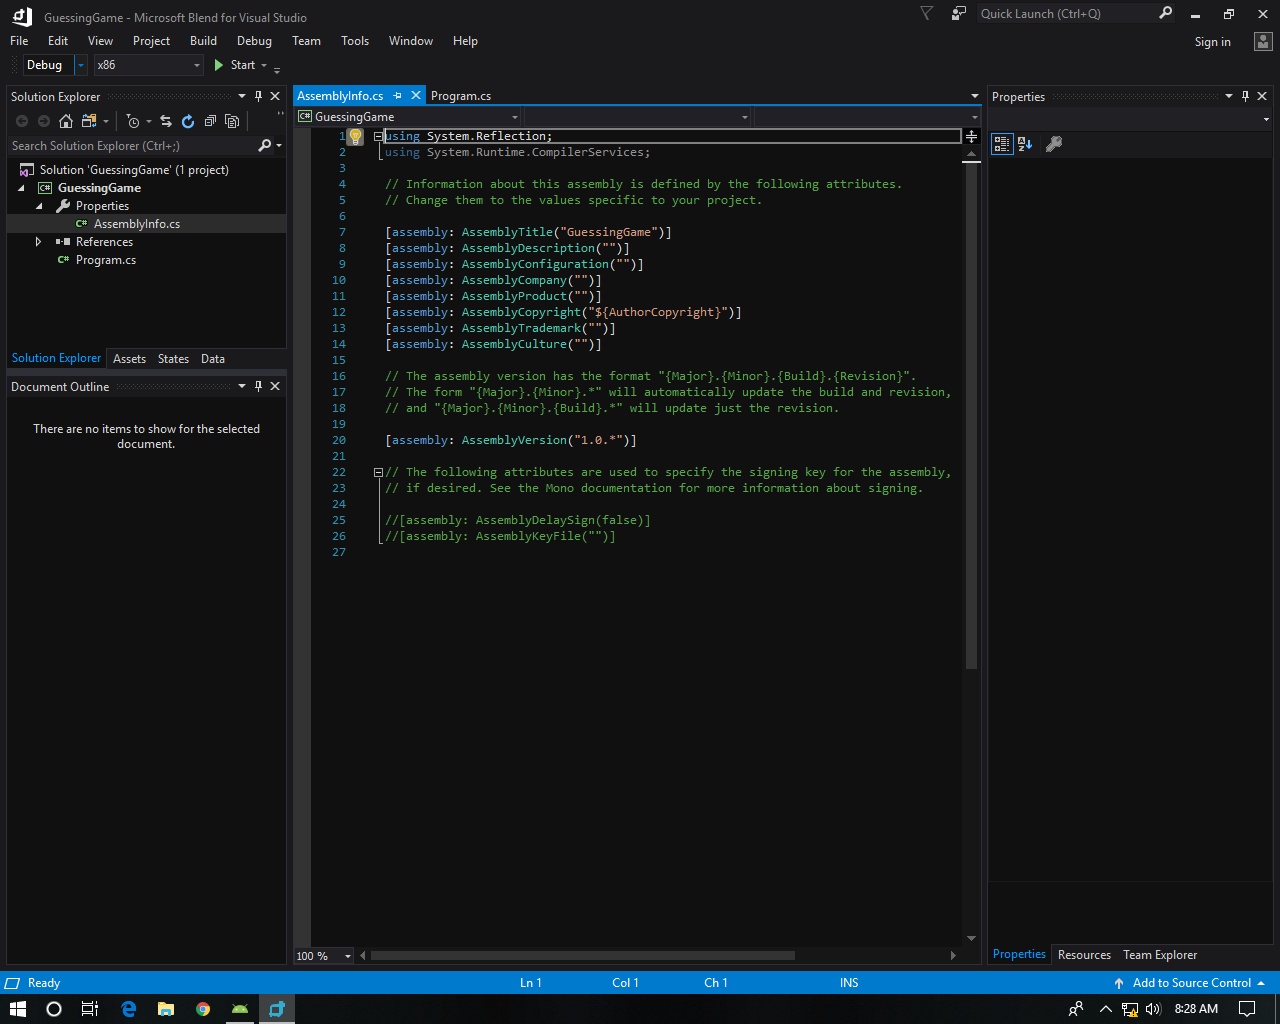 GuessingGame - Microsoft Blend for Visual Studio
Quick Launch (Ctrl+Q)
File Edit View Project Build Debug Team Tools Window Help
Sign in
Debug x86 Start
Solution Explorer
Search Solution Explorer (Ctrl+;)
Solution 'GuessingGame' (1 project)
GuessingGame
Properties
AssemblyInfo.cs
References
Program.cs
Solution Explorer Assets States Data
Document Outline
There are no items to show for the selected
document.
AssemblyInfo.cs Program.cs
GuessingGame
1 using System.Reflection;
2 using System.Runtime.CompilerServices;
3
4 // Information about this assembly is defined by the following attributes.
5 // Change them to the values specific to your project.
6
7 [assembly: AssemblyTitle("GuessingGame")]
8 [assembly: AssemblyDescription("")]
9 [assembly: AssemblyConfiguration("")]
10 [assembly: AssemblyCompany("")]
11 [assembly: AssemblyProduct("")]
12 [assembly: AssemblyCopyright("${AuthorCopyright}")]
13 [assembly: AssemblyTrademark("")]
14 [assembly: AssemblyCulture("")]
15
16 // The assembly version has the format "{Major}.{Minor}.{Build}.{Revision}".
17 // The form "{Major}.{Minor}.*" will automatically update the build and revision,
18 // and "{Major}.{Minor}.{Build}.*" will update just the revision.
19
20 [assembly: AssemblyVersion("1.0.*")]
21
22 // The following attributes are used to specify the signing key for the assembly,
23 // if desired. See the Mono documentation for more information about signing.
24
25 //[assembly: AssemblyDelaySign(false)]
26 //[assembly: AssemblyKeyFile("")]
27
100 %
Properties
Properties Resources Team Explorer
Ready Ln 1 Col 1 Ch 1 INS Add to Source Control
8:28 AM